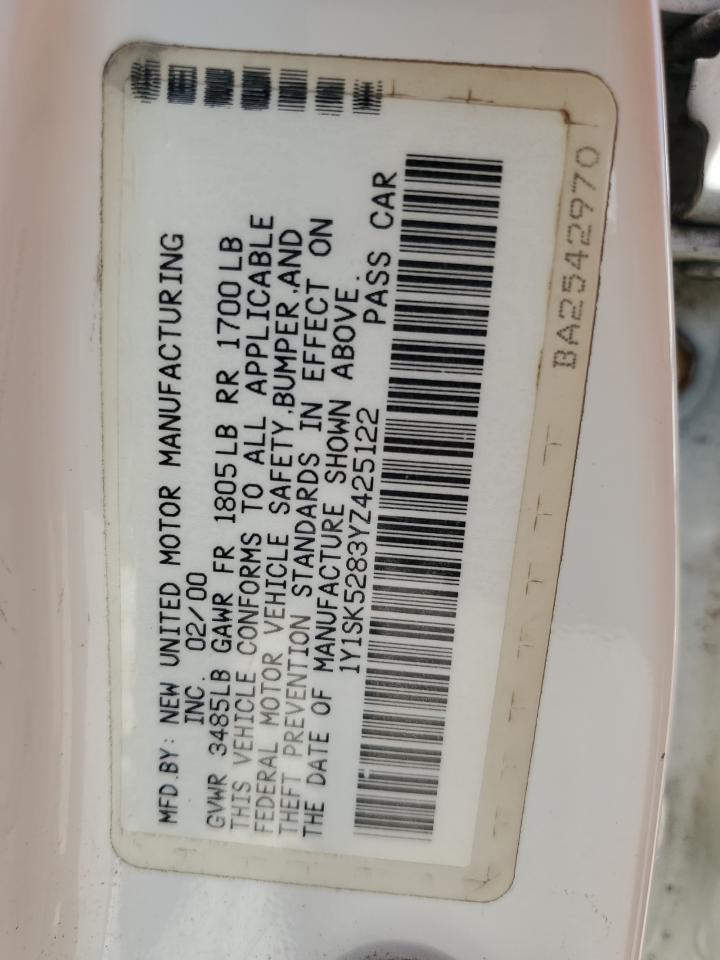 MFD.BY: NEW UNITED MOTOR MANUFACTURING
INC. 02/00
GVWR 3485LB GAWR FR 1805LB RR 1700LB
THIS VEHICLE CONFORMS TO ALL APPLICABLE
FEDERAL MOTOR VEHICLE SAFETY,BUMPER,AND
THEFT PREVENTION STANDARDS IN EFFECT ON
THE DATE OF MANUFACTURE SHOWN ABOVE.
1Y1SK5283YZ425122 PASS CAR
BA2542970